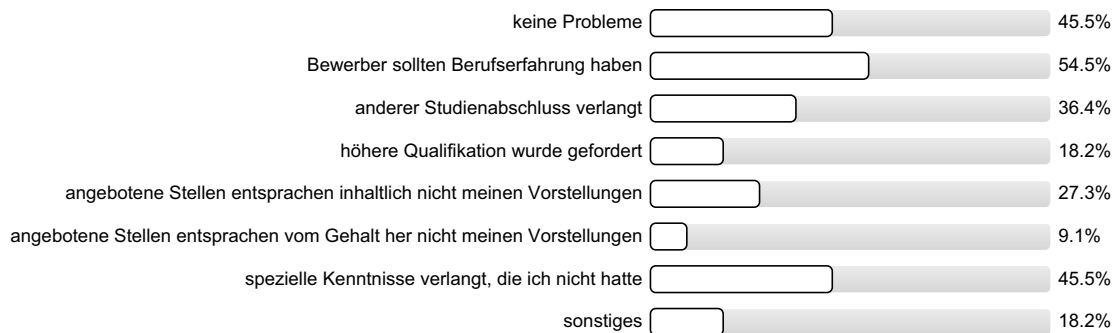 keine Probleme 45.5%
Bewerber sollten Berufserfahrung haben 54.5%
anderer Studienabschluss verlangt 36.4%
höhere Qualifikation wurde gefordert 18.2%
angebotene Stellen entsprachen inhaltlich nicht meinen Vorstellungen 27.3%
angebotene Stellen entsprachen vom Gehalt her nicht meinen Vorstellungen 9.1%
spezielle Kenntnisse verlangt, die ich nicht hatte 45.5%
sonstiges 18.2%